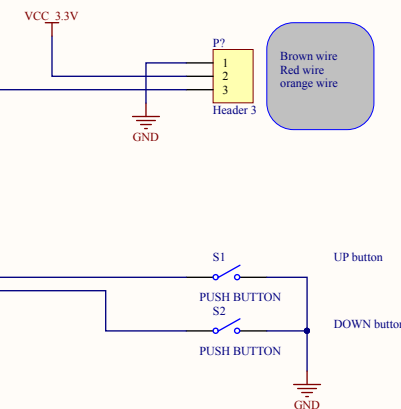 VCC_3.3V
P?
1
2
3
Header 3
Brown wire
Red wire
orange wire
GND
S1
UP button
PUSH BUTTON
S2
DOWN button
PUSH BUTTON
GND